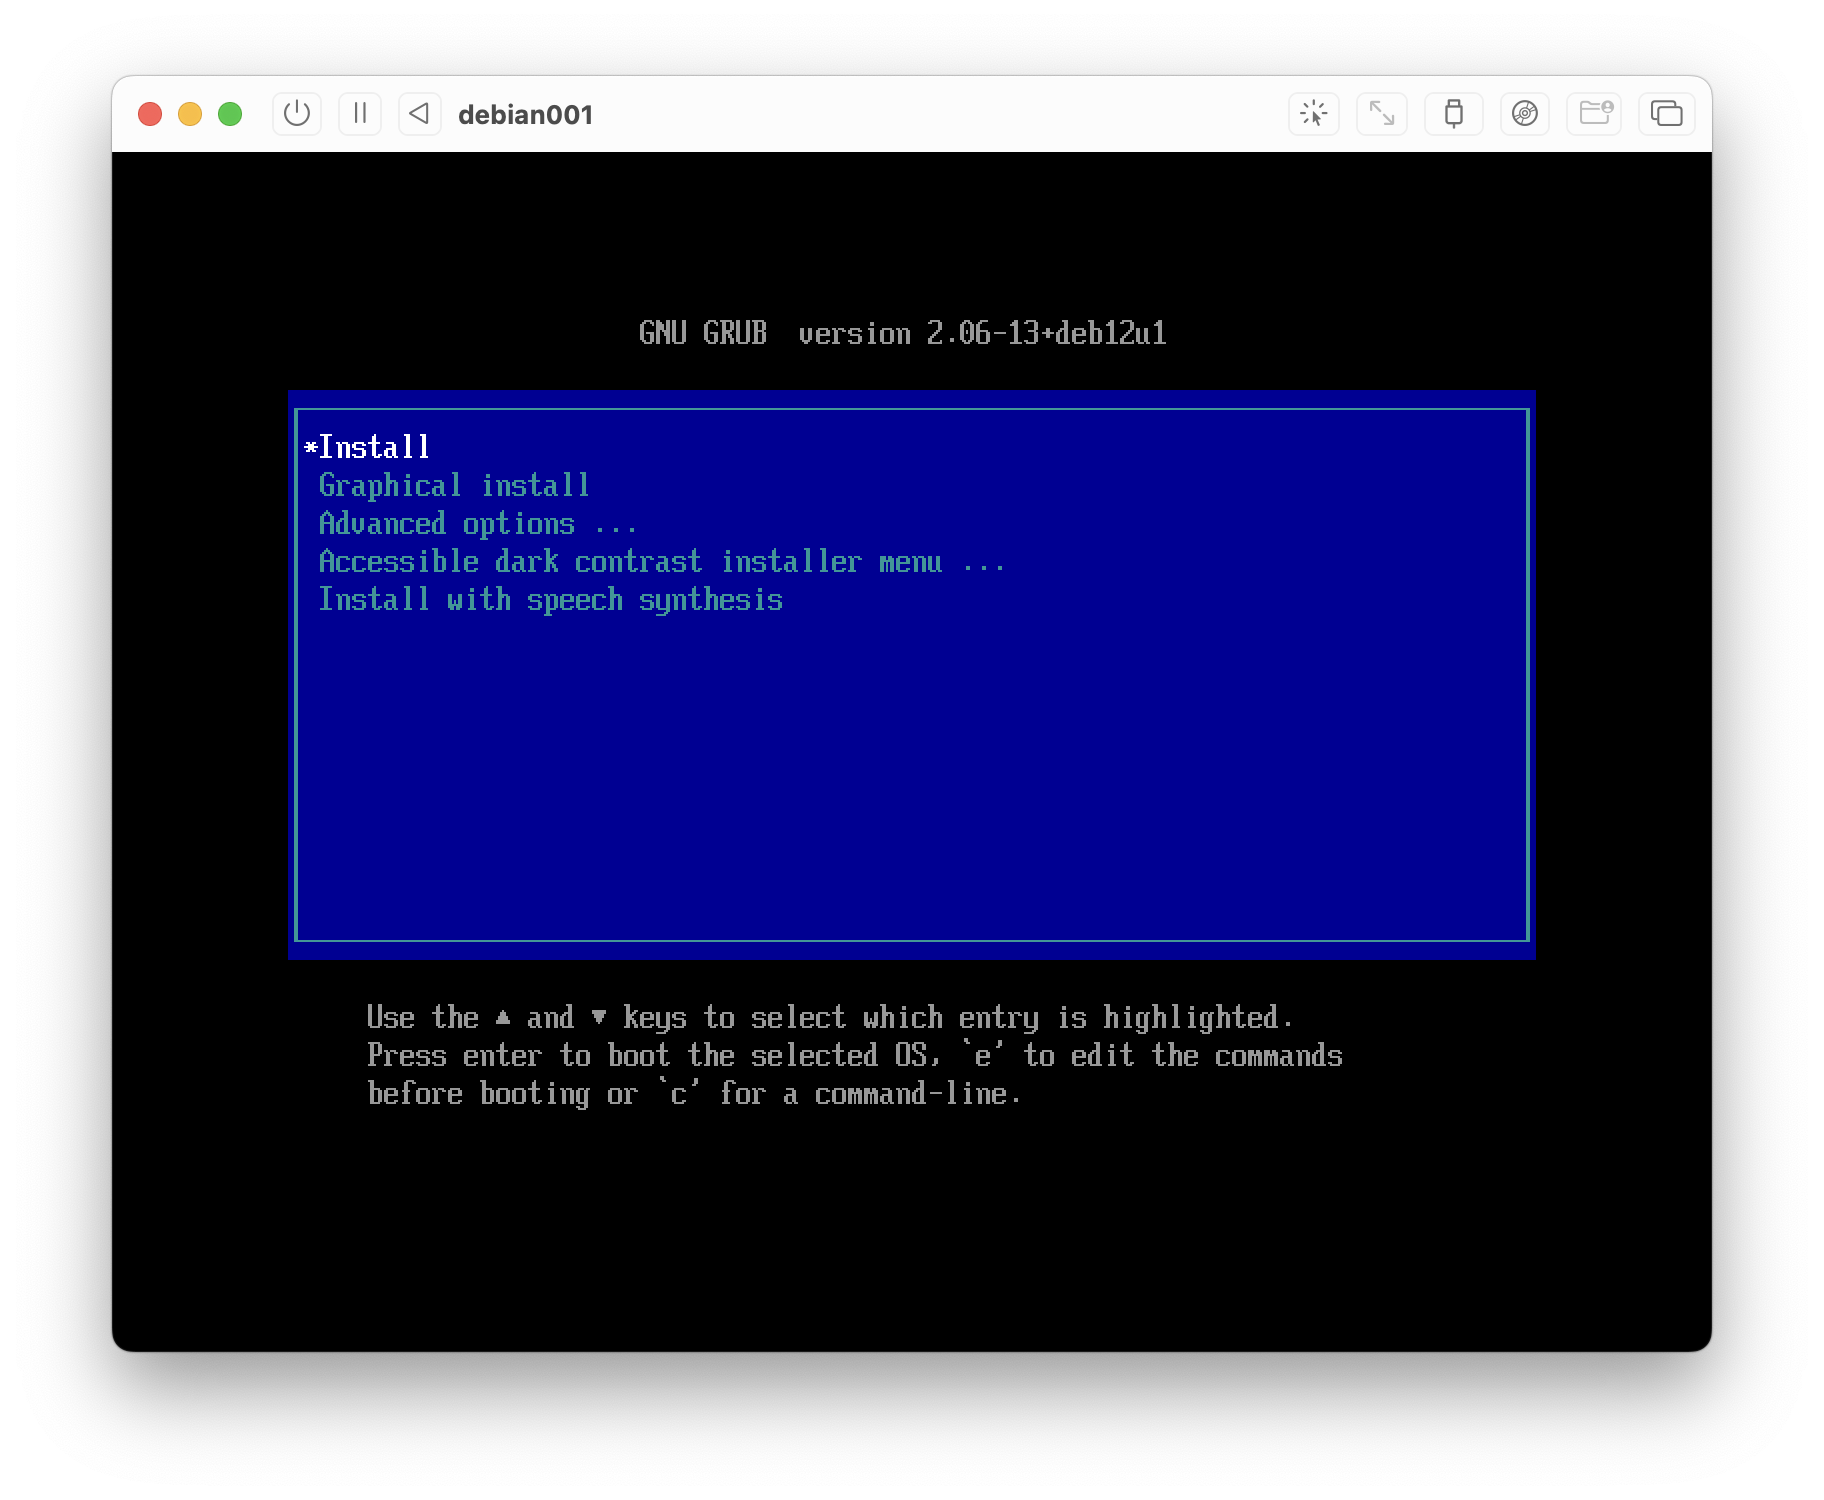 debian001
GNU GRUB  version 2.06-13+deb12u1
*Install
Graphical install
Advanced options ...
Accessible dark contrast installer menu ...
Install with speech synthesis
Use the ▲ and ▼ keys to select which entry is highlighted.
Press enter to boot the selected OS, `e' to edit the commands
before booting or `c' for a command-line.